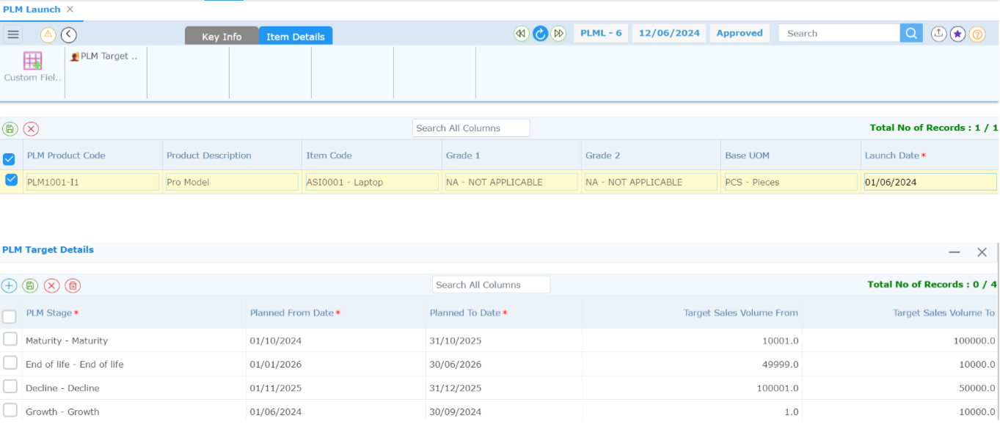 PLM Launch
Key Info Item Details PLML - 6 12/06/2024 Approved Search
Custom Fiel.. PLM Target ..
Search All Columns Total No of Records : 1 / 1
PLM Product Code Product Description Item Code Grade 1 Grade 2 Base UOM Launch Date *
PLM1001-I1 Pro Model ASI0001 - Laptop NA - NOT APPLICABLE NA - NOT APPLICABLE PCS - Pieces 01/06/2024
PLM Target Details
Search All Columns Total No of Records : 0 / 4
PLM Stage * Planned From Date * Planned To Date * Target Sales Volume From Target Sales Volume To
Maturity - Maturity 01/10/2024 31/10/2025 10001.0 100000.0
End of life - End of life 01/01/2026 30/06/2026 49999.0 10000.0
Decline - Decline 01/11/2025 31/12/2025 100001.0 50000.0
Growth - Growth 01/06/2024 30/09/2024 1.0 10000.0